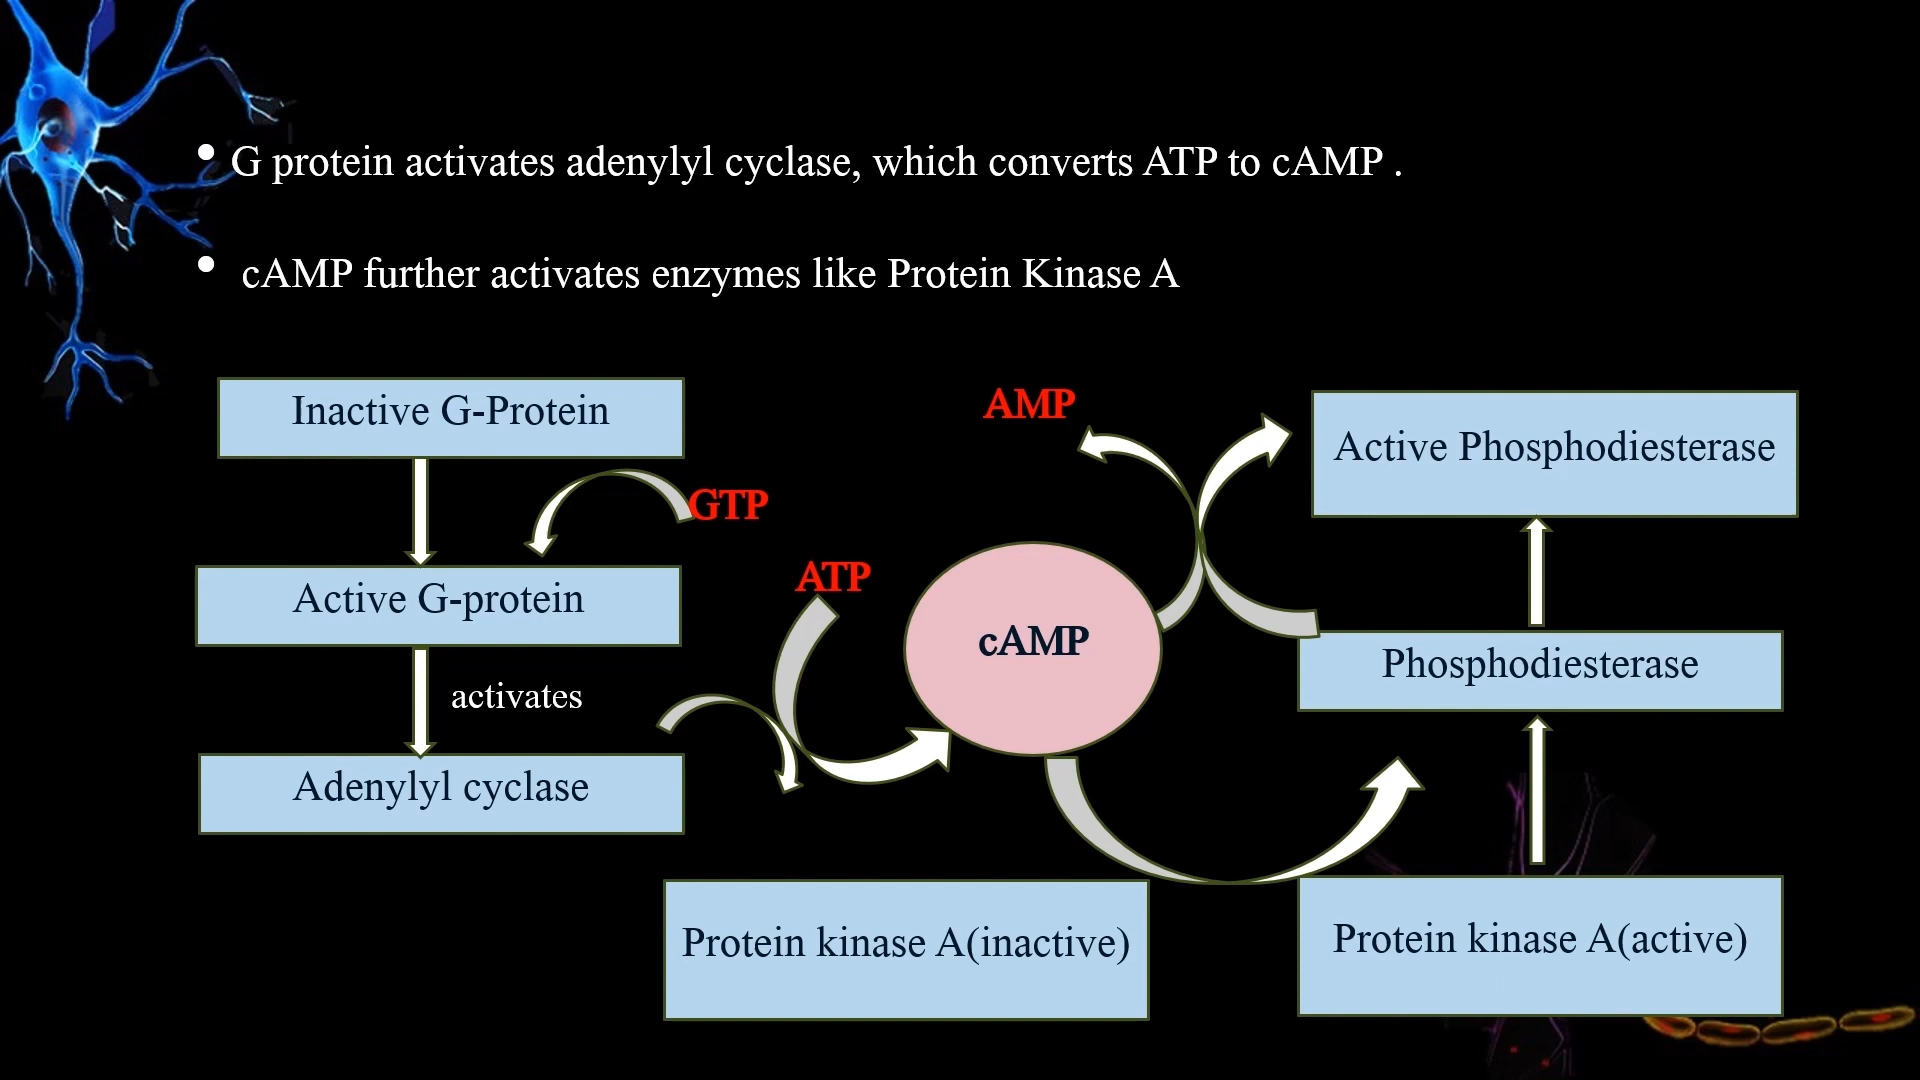 • G protein activates adenylyl cyclase, which converts ATP to cAMP .
• cAMP further activates enzymes like Protein Kinase A
Inactive G-Protein
AMP
Active Phosphodiesterase
GTP
ATP
Active G-protein
cAMP
Phosphodiesterase
activates
Adenylyl cyclase
Protein kinase A(inactive)
Protein kinase A(active)